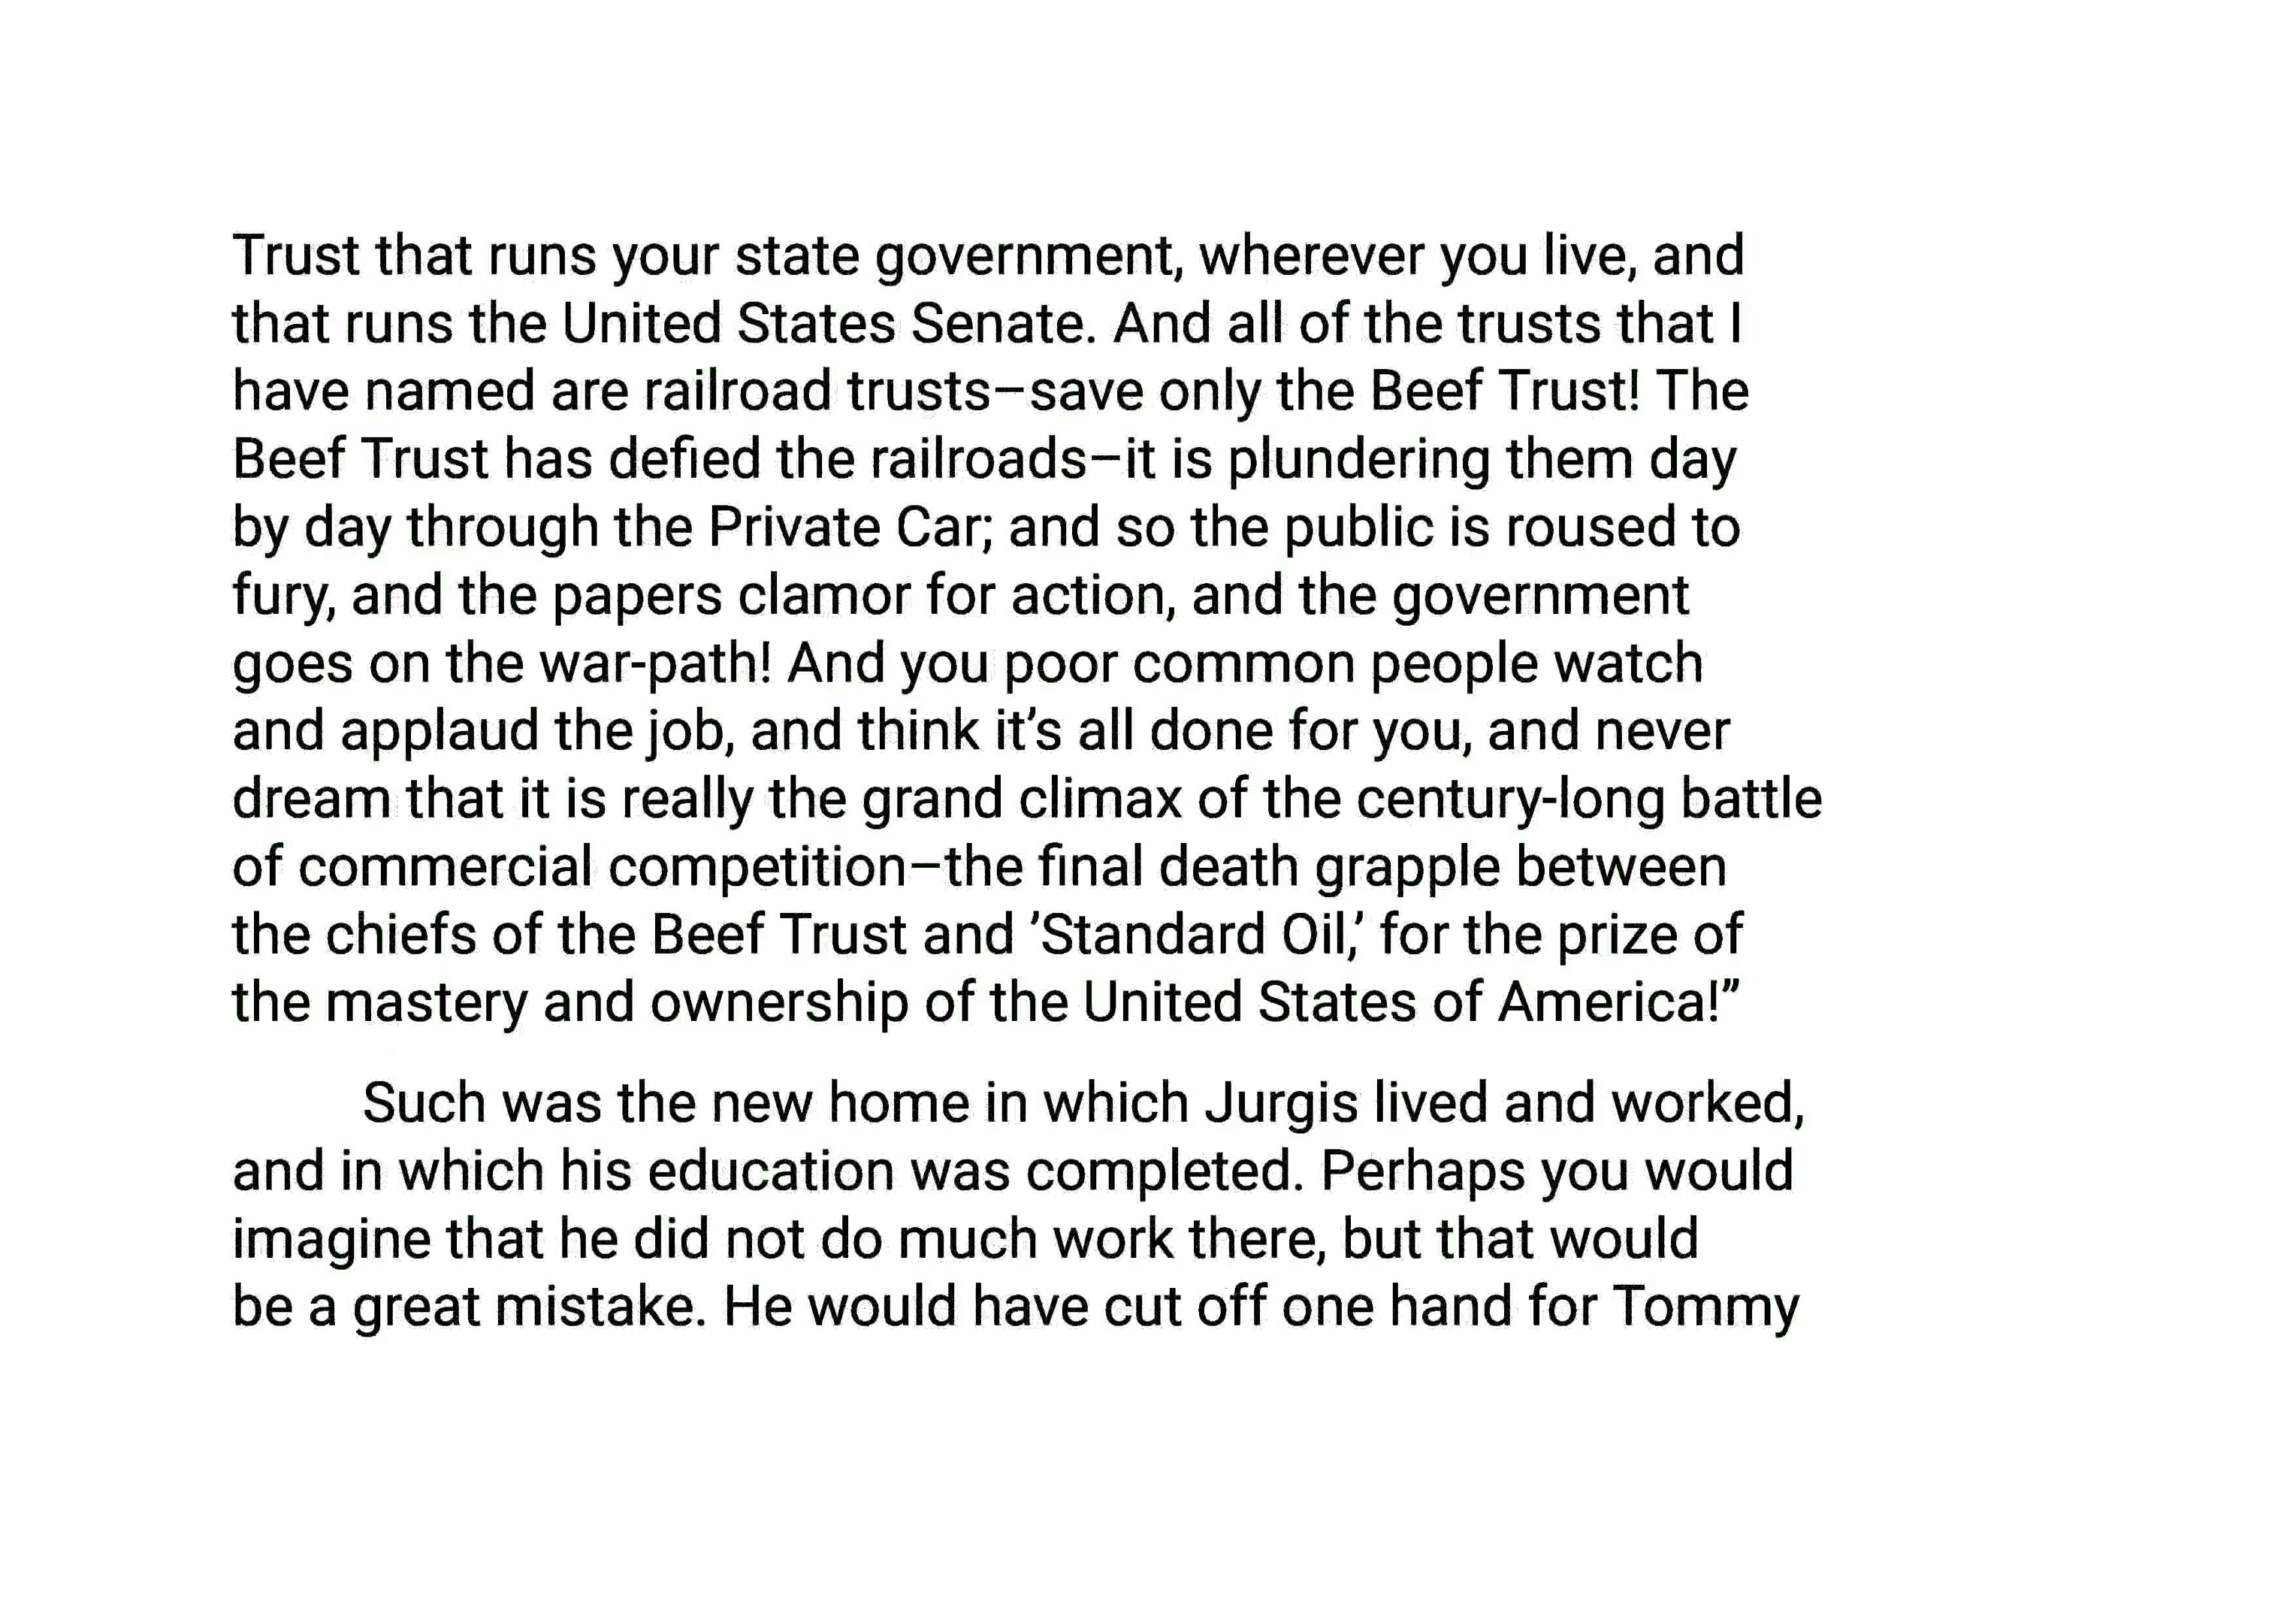 Trust that runs your state government, wherever you live, and
that runs the United States Senate. And all of the trusts that I
have named are railroad trusts–save only the Beef Trust! The
Beef Trust has defied the railroads–it is plundering them day
by day through the Private Car; and so the public is roused to
fury, and the papers clamor for action, and the government
goes on the war-path! And you poor common people watch
and applaud the job, and think it’s all done for you, and never
dream that it is really the grand climax of the century-long battle
of commercial competition–the final death grapple between
the chiefs of the Beef Trust and ’Standard Oil,’ for the prize of
the mastery and ownership of the United States of America!”
Such was the new home in which Jurgis lived and worked,
and in which his education was completed. Perhaps you would
imagine that he did not do much work there, but that would
be a great mistake. He would have cut off one hand for Tommy